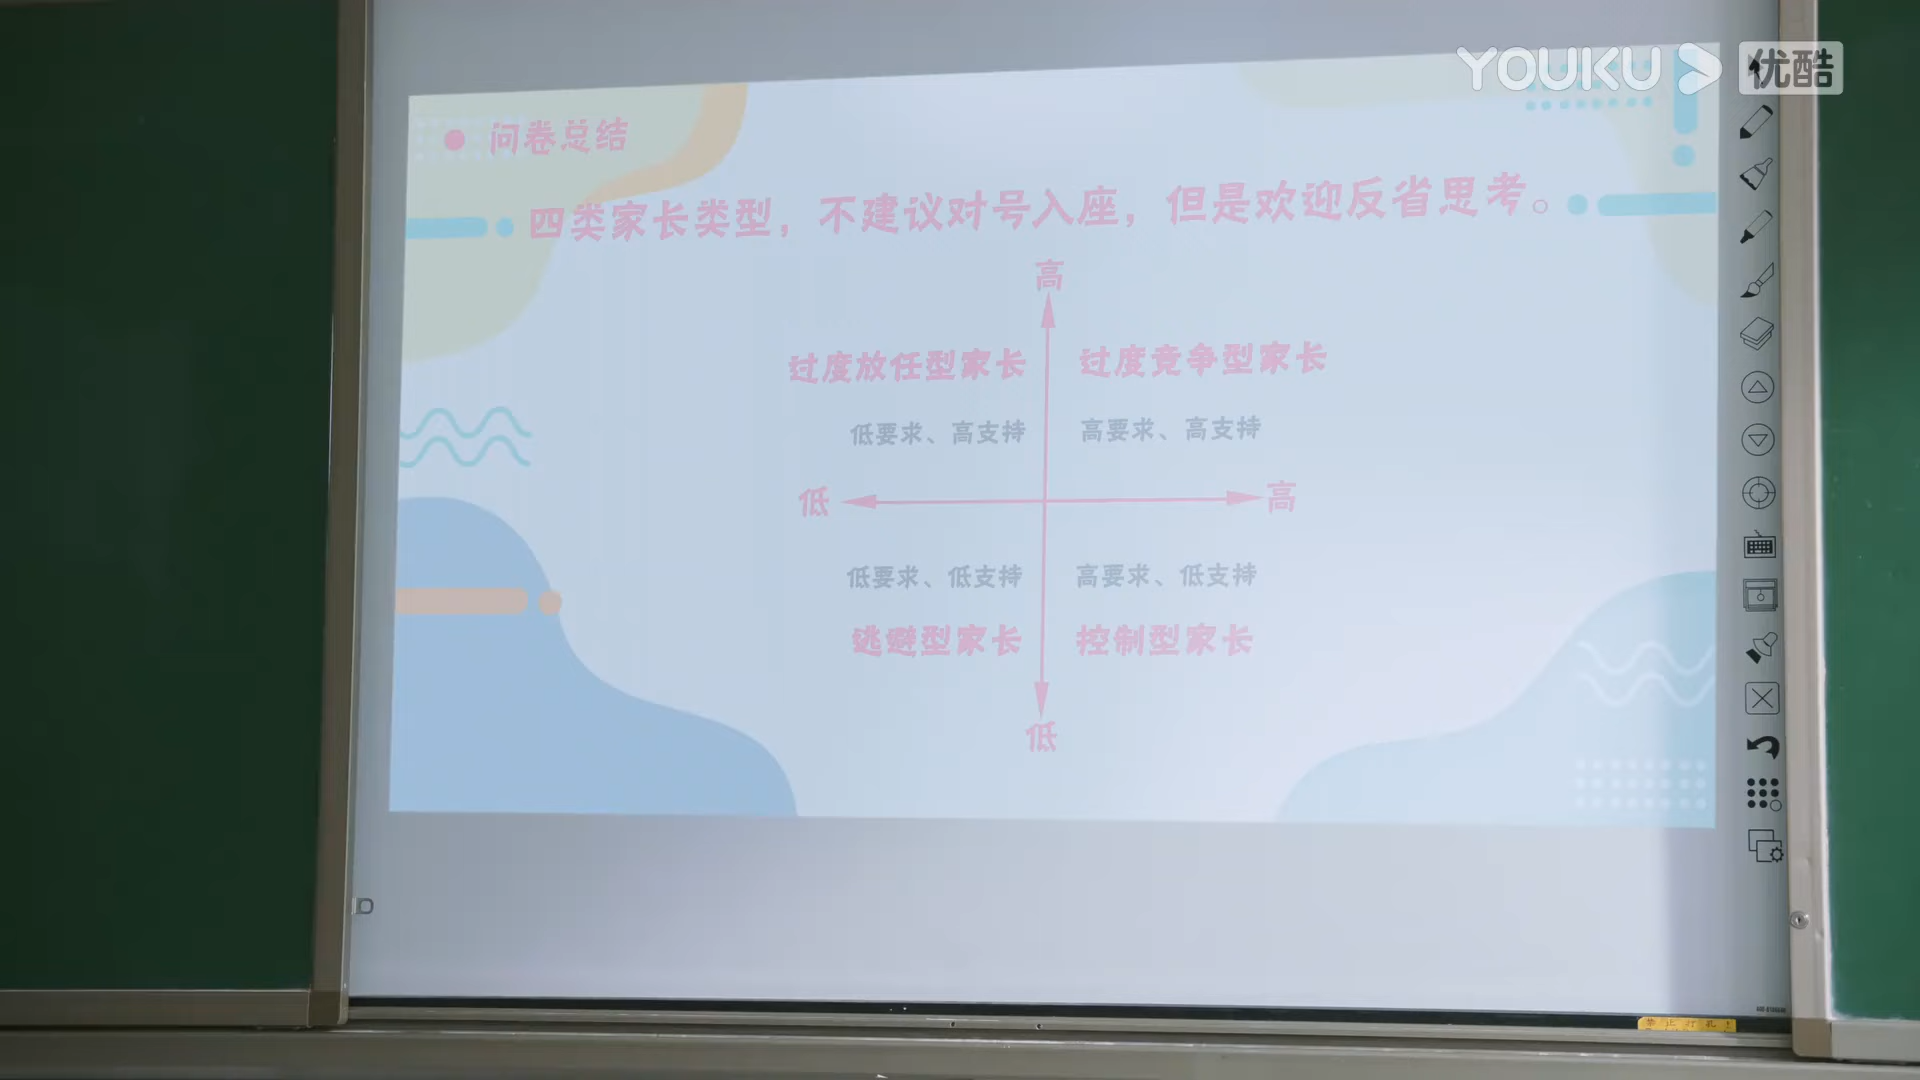 YOUKU 优酷
问卷总结
四类家长类型，不建议对号入座，但是欢迎反省思考。
高
过度放任型家长 过度竞争型家长
低要求、高支持 高要求、高支持
低 高
低要求、低支持 高要求、低支持
逃避型家长 控制型家长
低